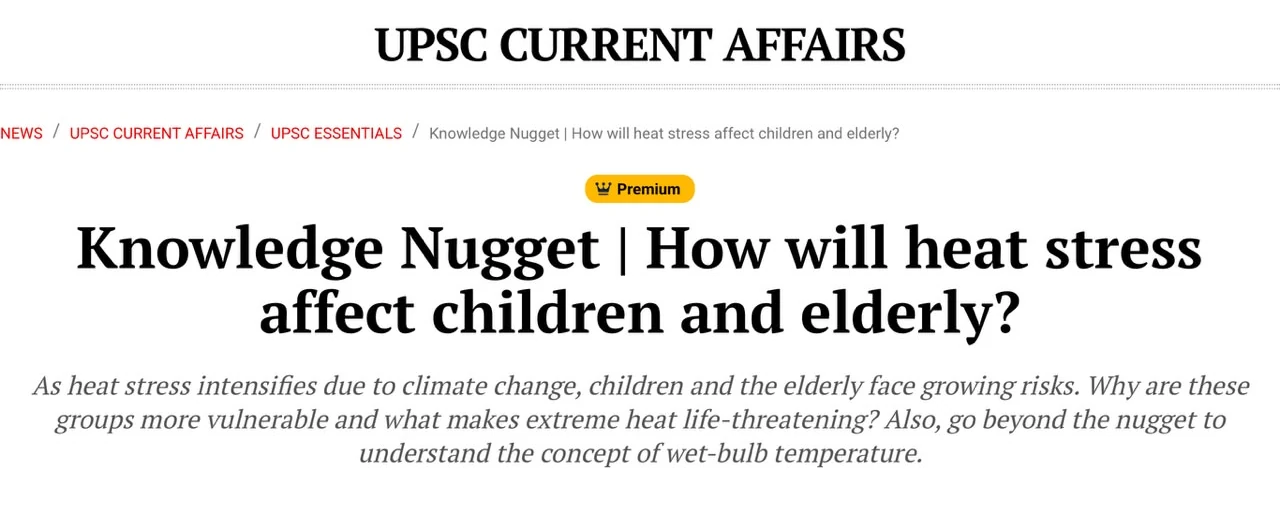 UPSC CURRENT AFFAIRS
NEWS / UPSC CURRENT AFFAIRS / UPSC ESSENTIALS / Knowledge Nugget | How will heat stress affect children and elderly?
Premium
Knowledge Nugget | How will heat stress
affect children and elderly?
As heat stress intensifies due to climate change, children and the elderly face growing risks. Why are these
groups more vulnerable and what makes extreme heat life-threatening? Also, go beyond the nugget to
understand the concept of wet-bulb temperature.